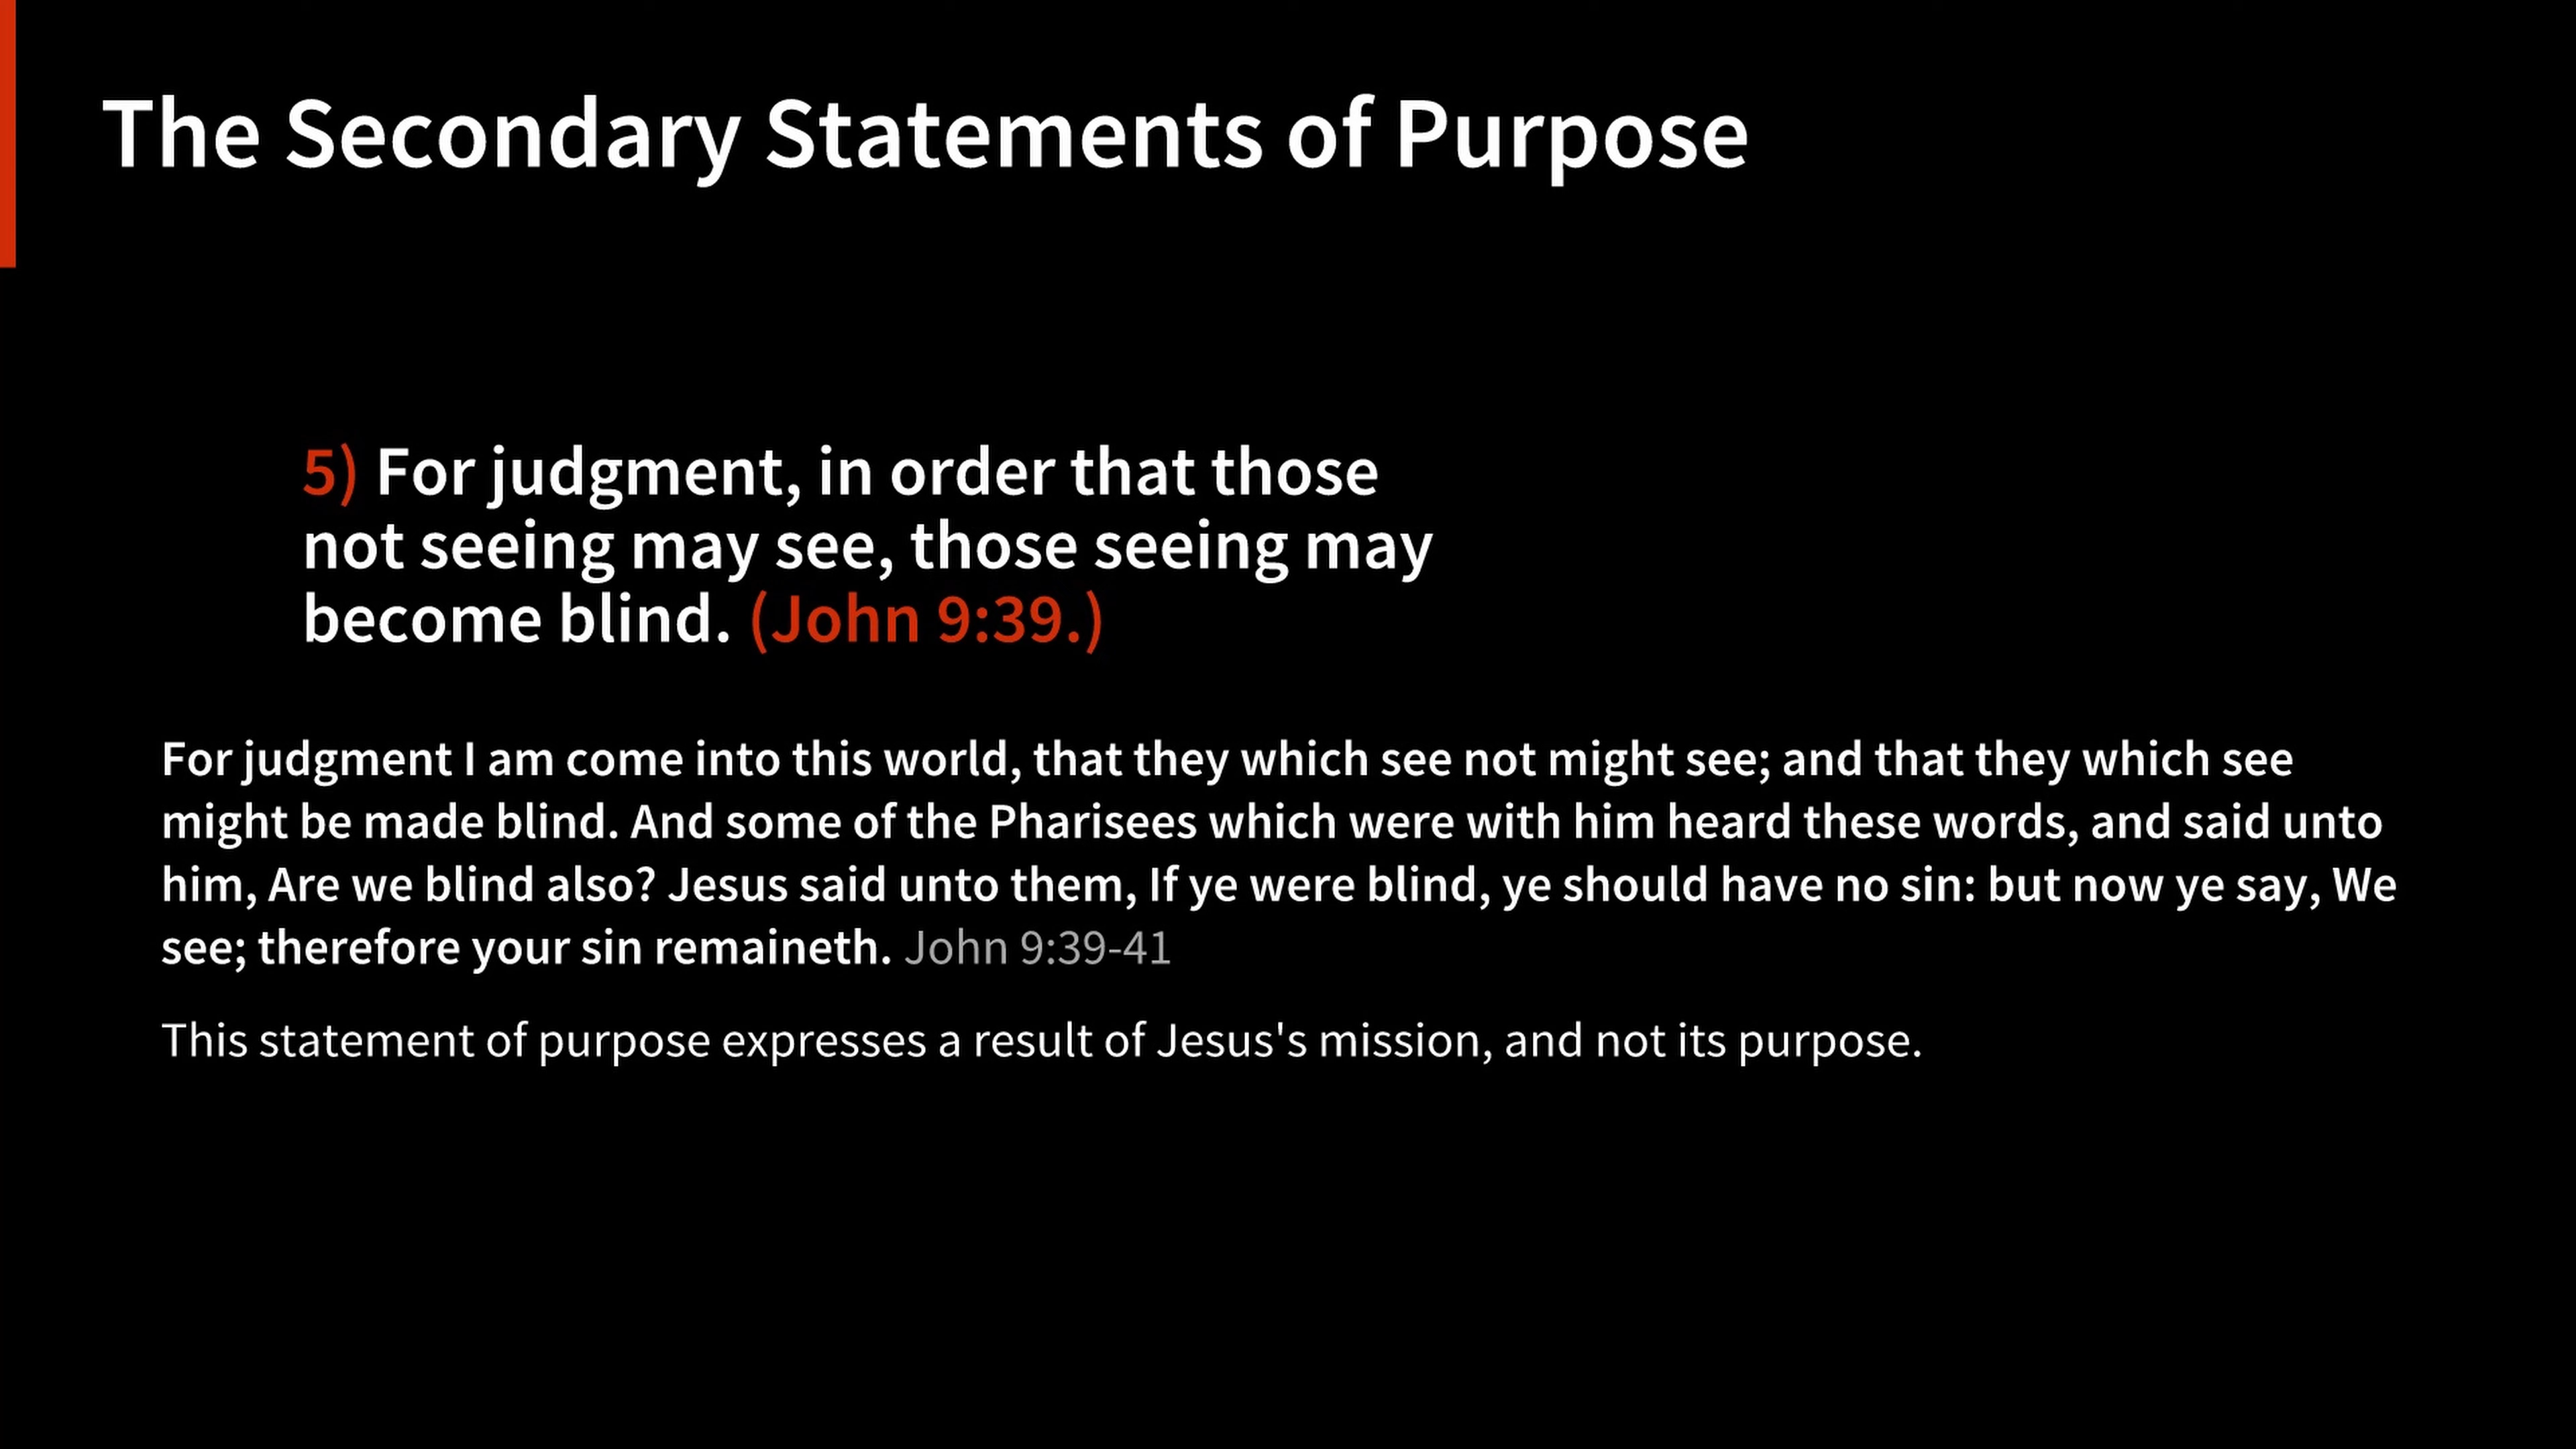 The Secondary Statements of Purpose
5) For judgment, in order that those
not seeing may see, those seeing may
become blind. (John 9:39.)
For judgment I am come into this world, that they which see not might see; and that they which see
might be made blind. And some of the Pharisees which were with him heard these words, and said unto
him, Are we blind also? Jesus said unto them, If ye were blind, ye should have no sin: but now ye say, We
see; therefore your sin remaineth. John 9:39-41
This statement of purpose expresses a result of Jesus's mission, and not its purpose.